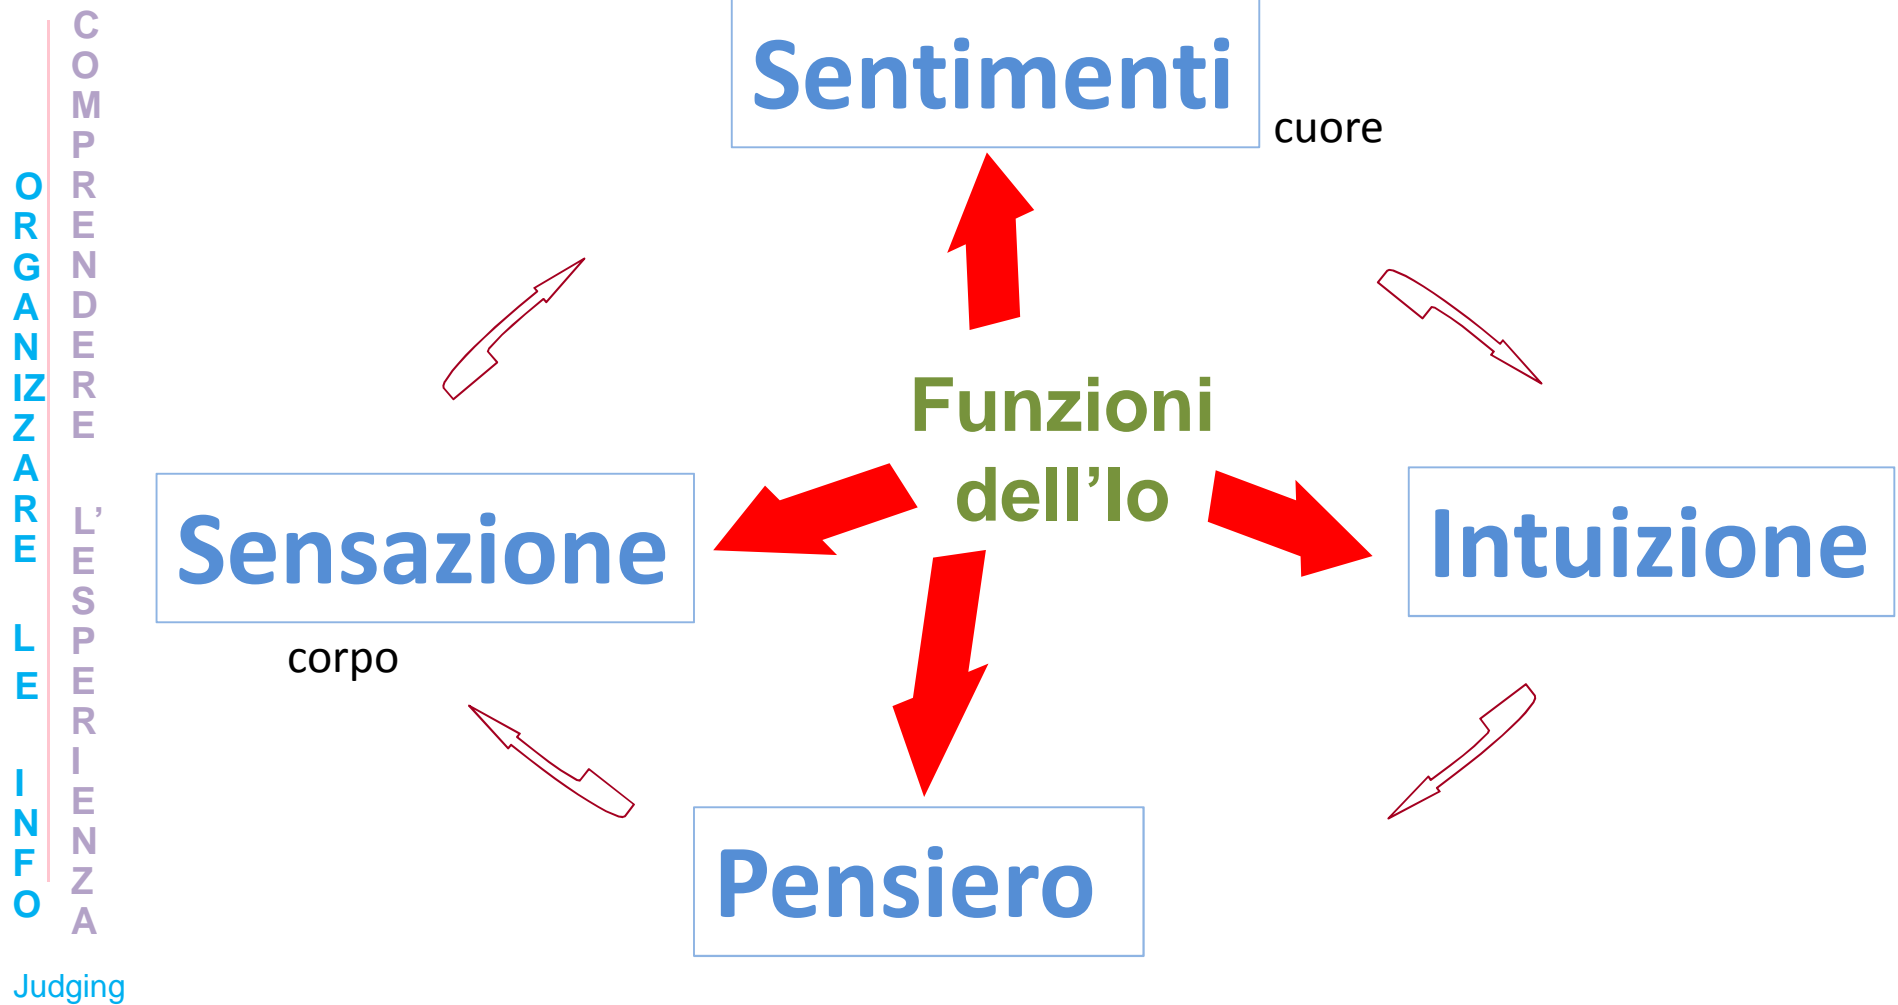 COMPRENDERE L’ESPERIENZA
ORGANIZZARE LE INFO
Judging
Sentimenti
cuore
Funzioni
dell’Io
Sensazione
corpo
Intuizione
Pensiero